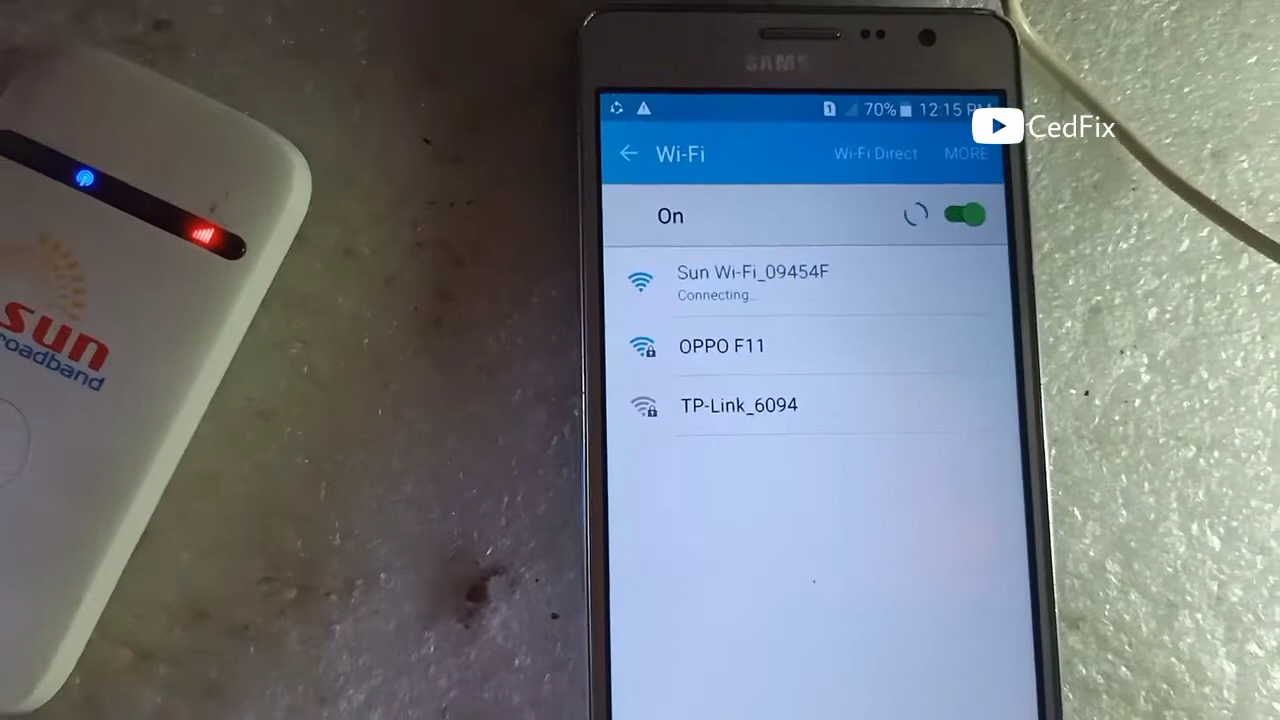 SAMS
1 70% 12:15 P
CedFix
Wi-Fi
Wi-Fi Direct
MORE
On
Sun Wi-Fi_09454F
Connecting...
OPPO F11
TP-Link_6094
sun
roadband